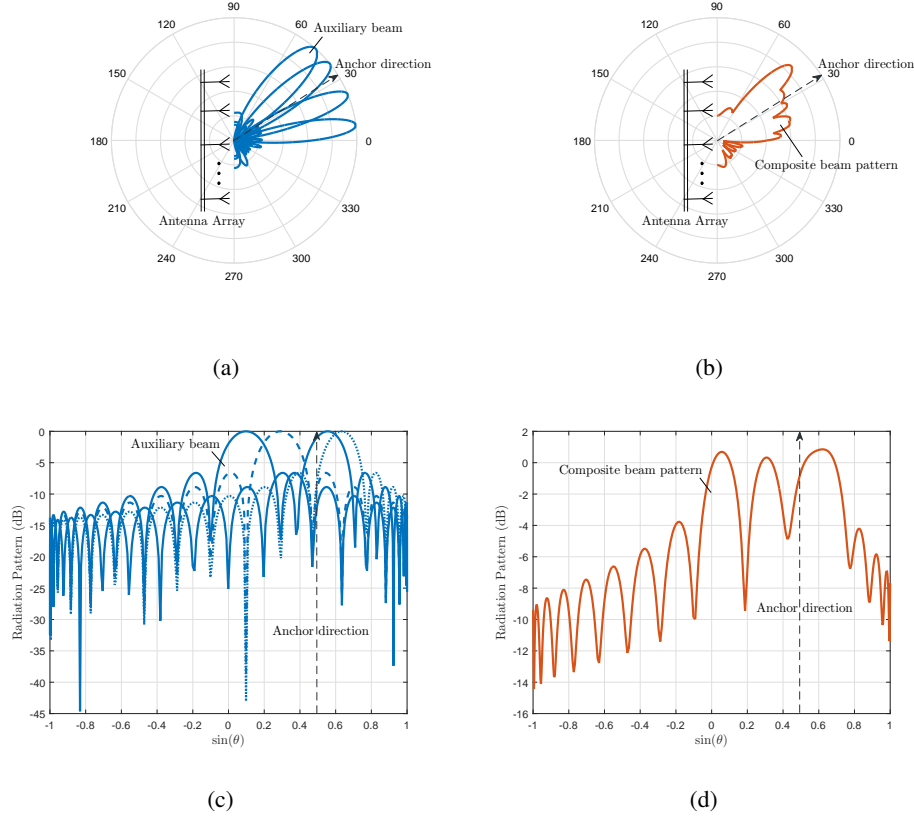 90
120
60
Auxiliary beam
Anchor direction
150
30
180
0
210
330
Antenna Array
240
300
270
(a)
90
120
60
Anchor direction
150
30
180
0
Composite beam pattern
210
330
Antenna Array
240
300
270
(b)
0
-5
-10
-15
-20
-25
-30
-35
-40
-45
Radiation Pattern (dB)
Auxiliary beam
Anchor direction
-1 -0.8 -0.6 -0.4 -0.2 0 0.2 0.4 0.6 0.8 1
sin(θ)
(c)
2
0
-2
-4
-6
-8
-10
-12
-14
-16
Radiation Pattern (dB)
Composite beam pattern
Anchor direction
-1 -0.8 -0.6 -0.4 -0.2 0 0.2 0.4 0.6 0.8 1
sin(θ)
(d)